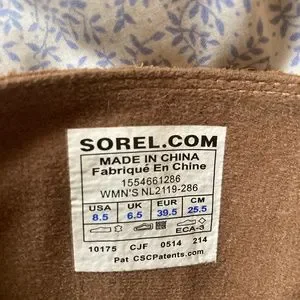 SOREL.COM
MADE IN CHINA
Fabriqué En Chine
1554661286
WMN'S NL2119-286
USA UK EUR CM
8.5 6.5 39.5 25.5
ECA-3
10175 CJF 0514 214
Pat CSCPatents.com